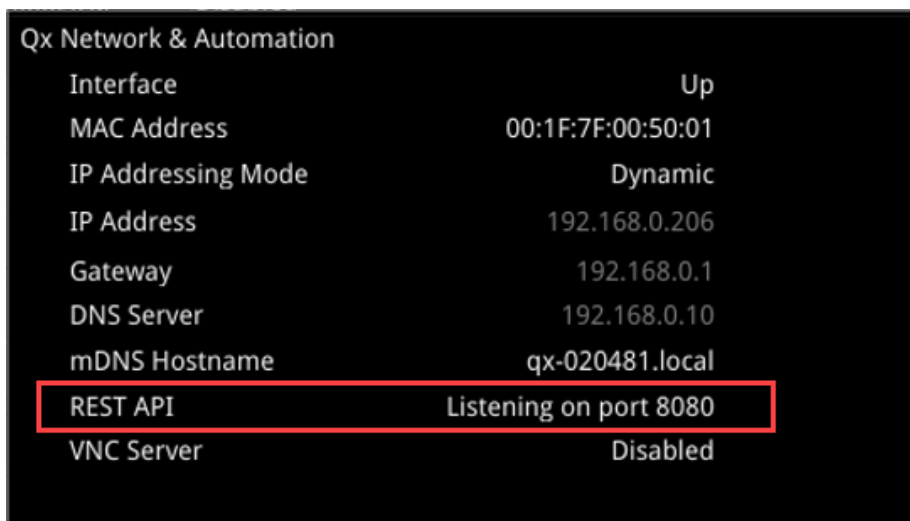 Qx Network & Automation
Interface Up
MAC Address 00:1F:7F:00:50:01
IP Addressing Mode Dynamic
IP Address 192.168.0.206
Gateway 192.168.0.1
DNS Server 192.168.0.10
mDNS Hostname qx-020481.local
REST API Listening on port 8080
VNC Server Disabled